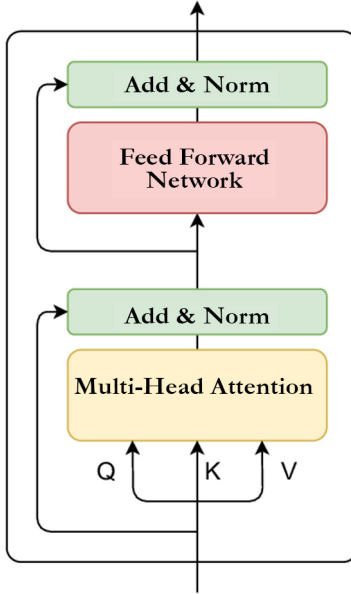 Add & Norm
Feed Forward
Network
Add & Norm
Multi-Head Attention
Q K V